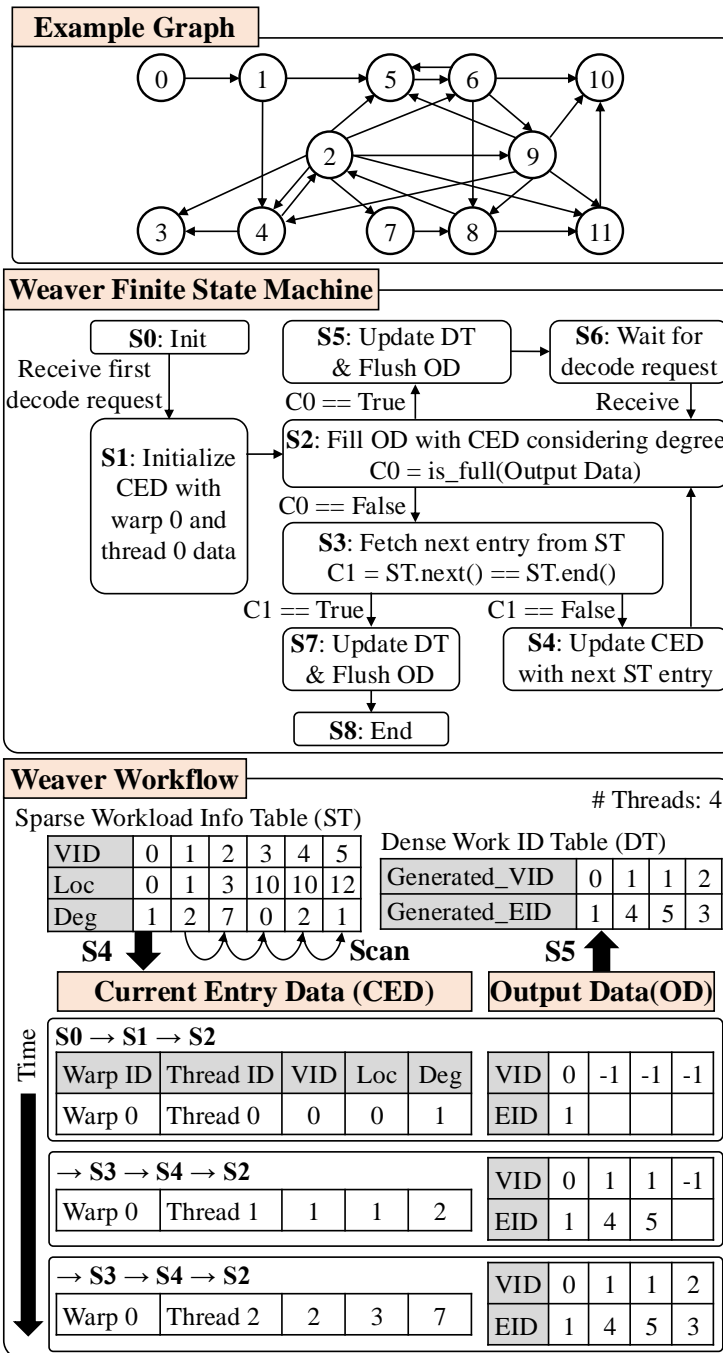 Example Graph
0 1 5 6 10
2 9
3 4 7 8 11
Weaver Finite State Machine
S0: Init
Receive first
decode request
S1: Initialize
CED with
warp 0 and
thread 0 data
S5: Update DT
& Flush OD
S6: Wait for
decode request
C0 == True
Receive
S2: Fill OD with CED considering degree
C0 = is_full(Output Data)
C0 == False
S3: Fetch next entry from ST
C1 = ST.next() == ST.end()
C1 == True
C1 == False
S7: Update DT
& Flush OD
S4: Update CED
with next ST entry
S8: End
Weaver Workflow
# Threads: 4
Sparse Workload Info Table (ST)
VID 0 1 2 3 4 5
Loc 0 1 3 10 10 12
Deg 1 2 7 0 2 1
Dense Work ID Table (DT)
Generated_VID 0 1 1 2
Generated_EID 1 4 5 3
S4
Scan
S5
Current Entry Data (CED)
Output Data(OD)
Time
S0 → S1 → S2
Warp ID Thread ID VID Loc Deg
Warp 0 Thread 0 0 0 1
VID 0 -1 -1 -1
EID 1
→ S3 → S4 → S2
Warp 0 Thread 1 1 1 2
VID 0 1 1 -1
EID 1 4 5
→ S3 → S4 → S2
Warp 0 Thread 2 2 3 7
VID 0 1 1 2
EID 1 4 5 3